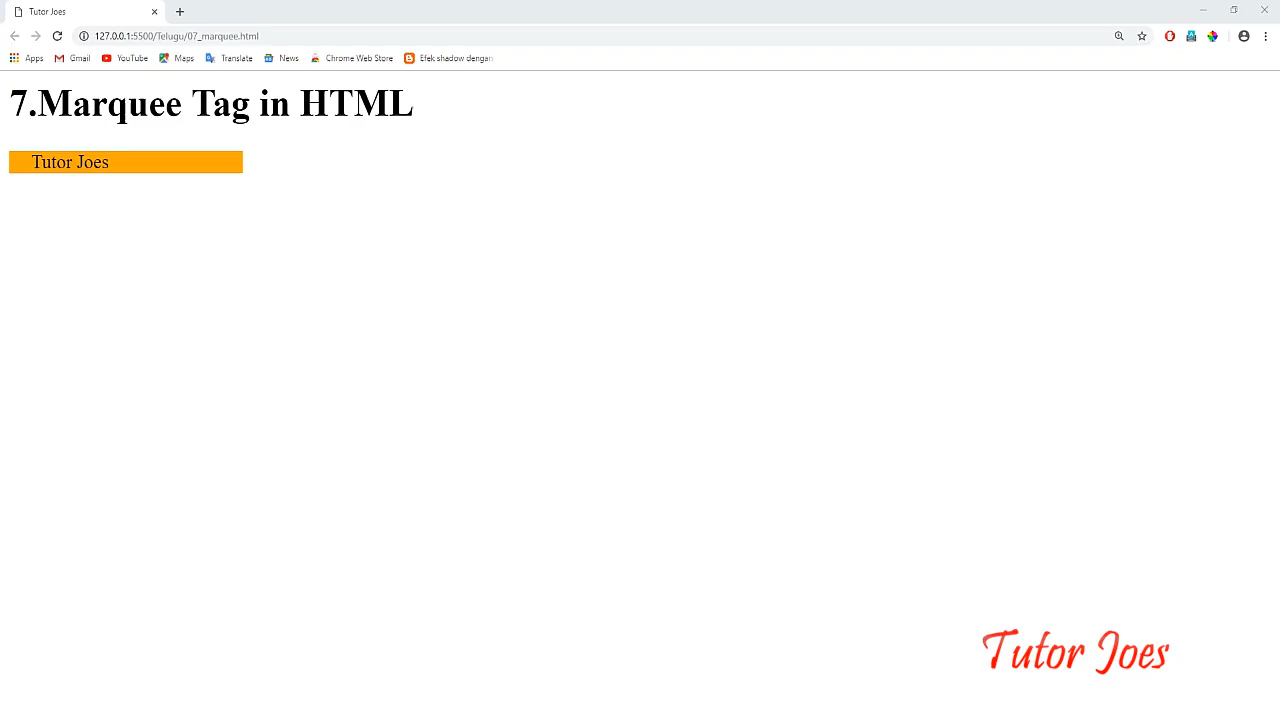 Tutor Joes
127.0.0.1:5500/Telugu/07_marquee.html
Apps Gmail YouTube Maps Translate News Chrome Web Store Efek shadow dengan
7.Marquee Tag in HTML
Tutor Joes
Tutor Joes